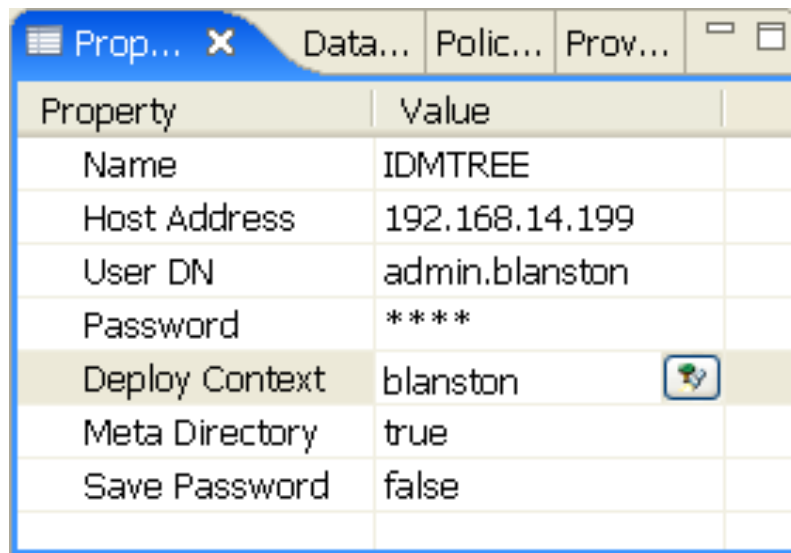 Prop... Data... Polic... Prov...
Property Value
Name IDMTREE
Host Address 192.168.14.199
User DN admin.blanston
Password ****
Deploy Context blanston
Meta Directory true
Save Password false